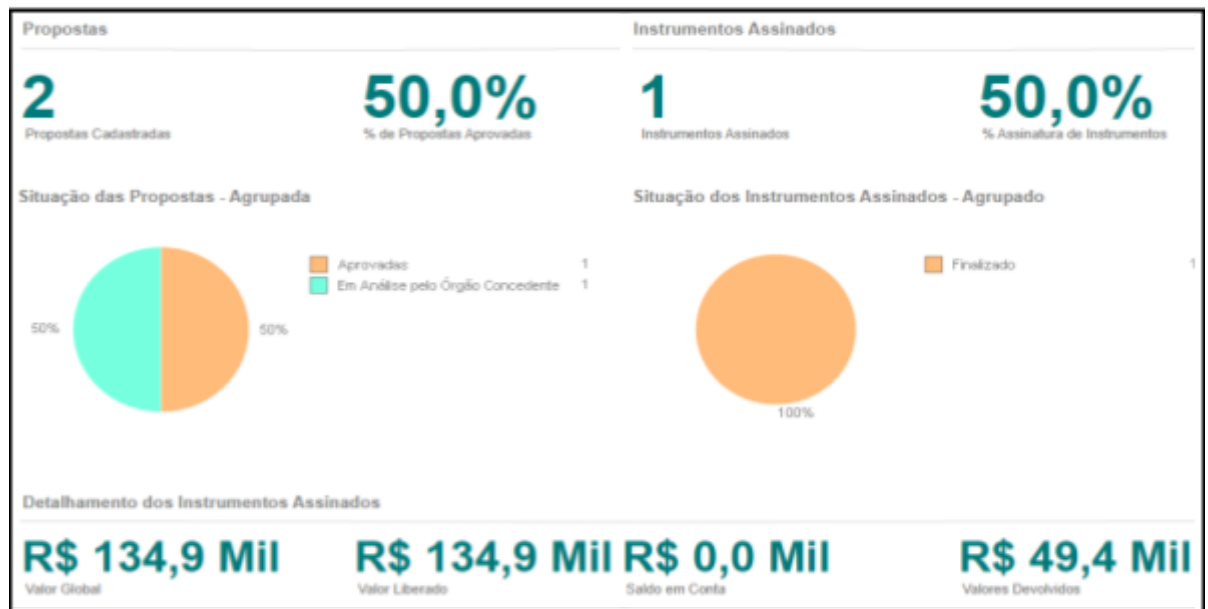 Propostas
2
Propostas Cadastradas
50,0%
% de Propostas Aprovadas
Instrumentos Assinados
1
Instrumentos Assinados
50,0%
% Assinatura de Instrumentos
Situação das Propostas - Agrupada
50%
50%
Aprovadas 1
Em Análise pelo Órgão Concedente 1
Situação dos Instrumentos Assinados - Agrupado
100%
Finalizado 1
Detalhamento dos Instrumentos Assinados
R$ 134,9 Mil
Valor Global
R$ 134,9 Mil
Valor Liberado
R$ 0,0 Mil
Saldo em Conta
R$ 49,4 Mil
Valores Devolvidos